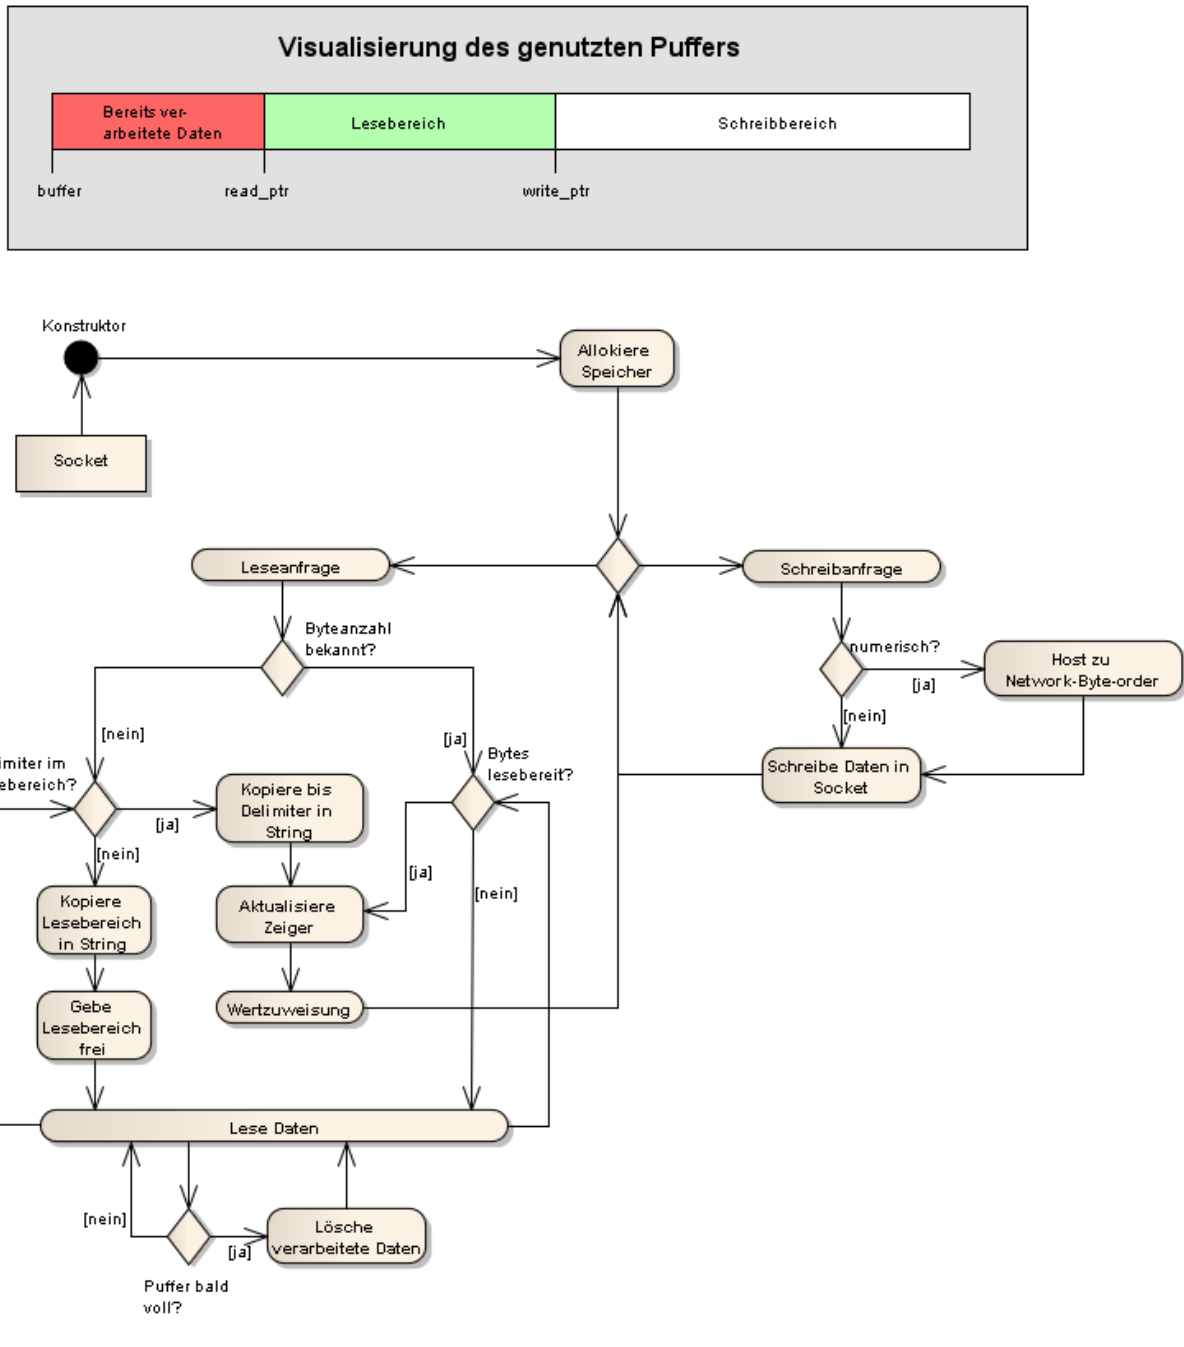 Visualisierung des genutzten Puffers
Bereits ver-
arbeitete Daten
Lesebereich
Schreibbereich
buffer
read_ptr
write_ptr
Konstruktor
Allokiere
Speicher
Socket
Leseanfrage
Schreibanfrage
Byteanzahl
bekannt?
numerisch?
[ja]
Host zu
Network-Byte-order
[nein]
[nein]
[ja]
Bytes
lesebereit?
Schreibe Daten in
Socket
imiter im
ebereich?
[ja]
Kopiere bis
Delimiter in
String
[nein]
[ja]
[nein]
Kopiere
Lesebereich
in String
Aktualisiere
Zeiger
Gebe
Lesebereich
frei
Wertzuweisung
Lese Daten
[nein]
[ja]
Lösche
verarbeitete Daten
Puffer bald
voll?